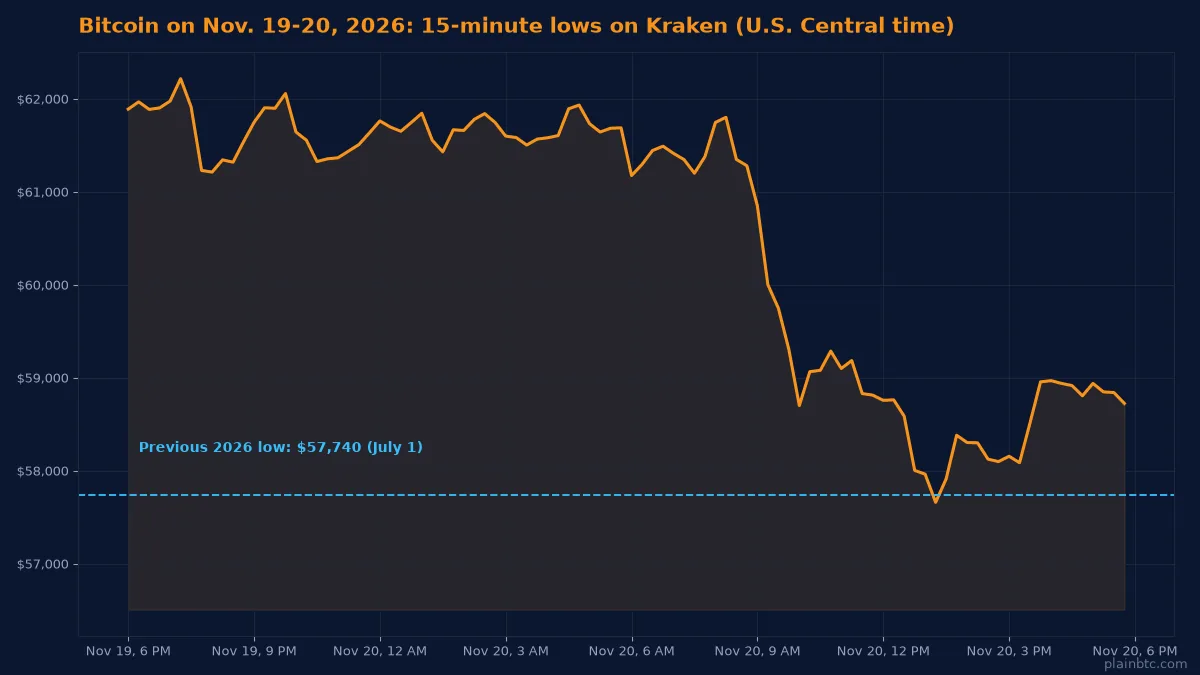 Bitcoin on Nov. 19-20, 2026: 15-minute lows on Kraken (U.S. Central time)
$62,000
$61,000
$60,000
$59,000
$58,000
$57,000
Previous 2026 low: $57,740 (July 1)
Nov 19, 6 PM
Nov 19, 9 PM
Nov 20, 12 AM
Nov 20, 3 AM
Nov 20, 6 AM
Nov 20, 9 AM
Nov 20, 12 PM
Nov 20, 3 PM
Nov 20, 6 PM
plainbtc.com